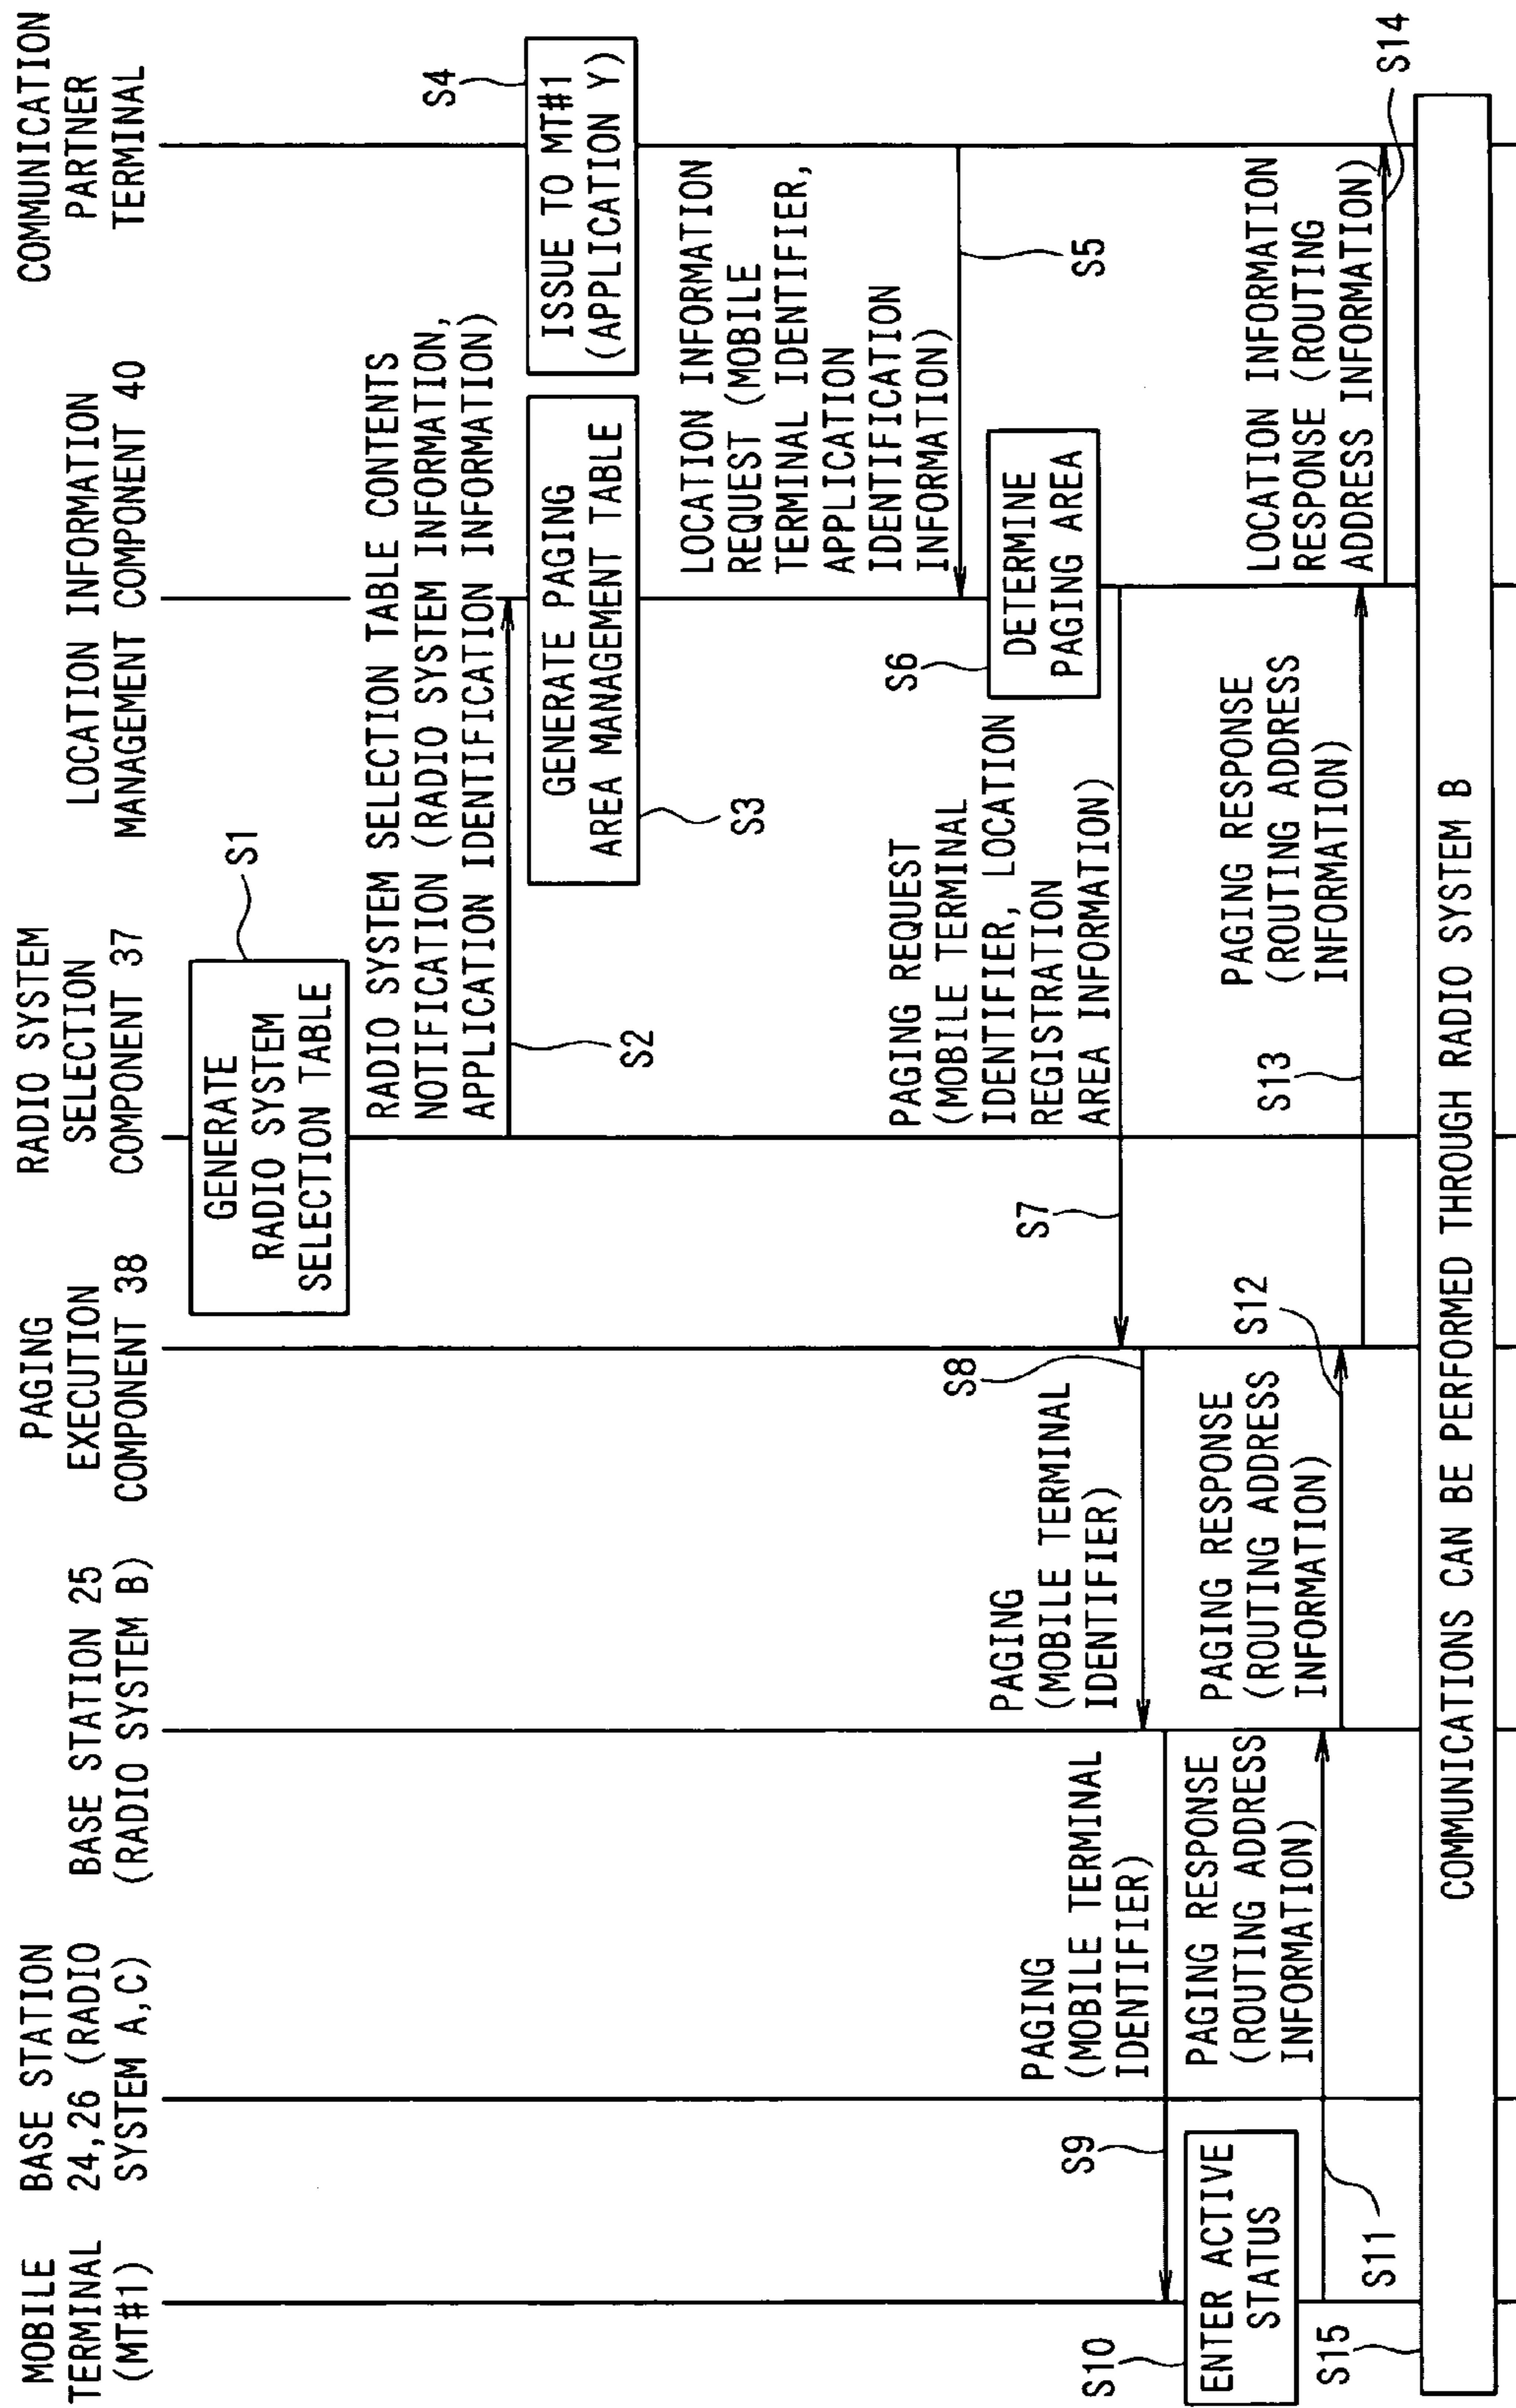 MOBILE
TERMINAL
(MT#1)
BASE STATION
24,26 (RADIO
SYSTEM A,C)
BASE STATION 25
(RADIO SYSTEM B)
PAGING
EXECUTION
COMPONENT 38
RADIO SYSTEM
SELECTION
COMPONENT 37
LOCATION INFORMATION
MANAGEMENT COMPONENT 40
COMMUNICATION
PARTNER
TERMINAL
GENERATE
RADIO SYSTEM
SELECTION TABLE
S1
RADIO SYSTEM SELECTION TABLE CONTENTS
NOTIFICATION (RADIO SYSTEM INFORMATION,
APPLICATION IDENTIFICATION INFORMATION)
S2
GENERATE PAGING
AREA MANAGEMENT TABLE
S3
S4
ISSUE TO MT#1
(APPLICATION Y)
LOCATION INFORMATION
REQUEST (MOBILE
TERMINAL IDENTIFIER,
APPLICATION
IDENTIFICATION
INFORMATION)
S5
S6
DETERMINE
PAGING AREA
PAGING REQUEST
(MOBILE TERMINAL
IDENTIFIER, LOCATION
REGISTRATION
AREA INFORMATION)
S7
S8
PAGING
(MOBILE TERMINAL
IDENTIFIER)
PAGING
(MOBILE TERMINAL
IDENTIFIER)
S9
S10
ENTER ACTIVE
STATUS
PAGING RESPONSE
(ROUTING ADDRESS
INFORMATION)
S11
PAGING RESPONSE
(ROUTING ADDRESS
INFORMATION)
S12
PAGING RESPONSE
(ROUTING ADDRESS
INFORMATION)
S13
LOCATION INFORMATION
RESPONSE (ROUTING
ADDRESS INFORMATION)
S14
S15
COMMUNICATIONS CAN BE PERFORMED THROUGH RADIO SYSTEM B